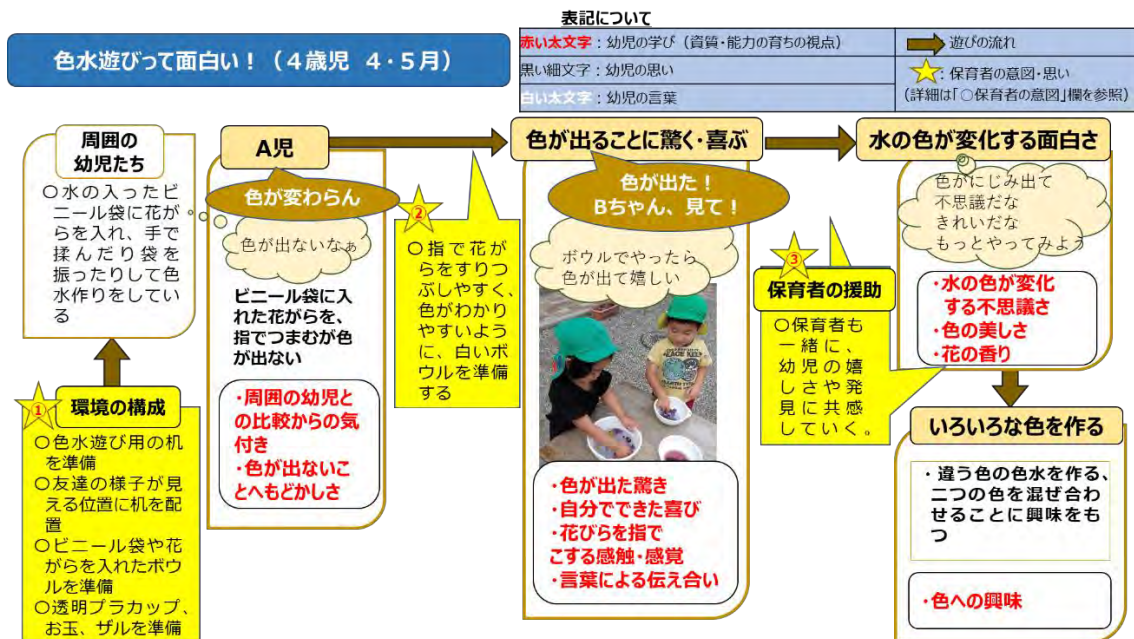 表記について
色水遊びって面白い！（４歳児 ４・５月）
赤い太文字：幼児の学び（資質・能力の育ちの視点）
黒い細文字：幼児の思い
白い太文字：幼児の言葉
遊びの流れ
：保育者の意図・思い
（詳細は「○保育者の意図」欄を参照）
周囲の
幼児たち
○水の入ったビ
ニール袋に花が
らを入れ、手で
揉んだり袋を
振ったりして色
水作りをしてい
る
①
環境の構成
○色水遊び用の机
を準備
○友達の様子が見
える位置に机を配
置
○ビニール袋や花
がらを入れたボウ
ルを準備
○透明プラカップ、
お玉、ザルを準備
A児
色が変わらん
色が出ないなぁ
ビニール袋に入
れた花がらを、
指でつまむが色
が出ない
・周囲の幼児と
の比較からの気
付き
・色が出ないこ
とへもどかしさ
②
○指で花が
らをすりつ
ぶしやすく、
色がわかり
やすいよう
に、白いボ
ウルを準備
する
色が出ることに驚く・喜ぶ
色が出た！
Bちゃん、見て！
ボウルでやったら
色が出て嬉しい
・色が出た驚き
・自分でできた喜び
・花びらを指で
こする感触・感覚
・言葉による伝え合い
③
保育者の援助
○保育者も
一緒に、
幼児の嬉
しさや発
見に共感
していく。
水の色が変化する面白さ
色がにじみ出て
不思議だな
きれいだな
もっとやってみよう
・水の色が変化
する不思議さ
・色の美しさ
・花の香り
いろいろな色を作る
・違う色の色水を作る、
二つの色を混ぜ合わ
せることに興味をも
つ
・色への興味